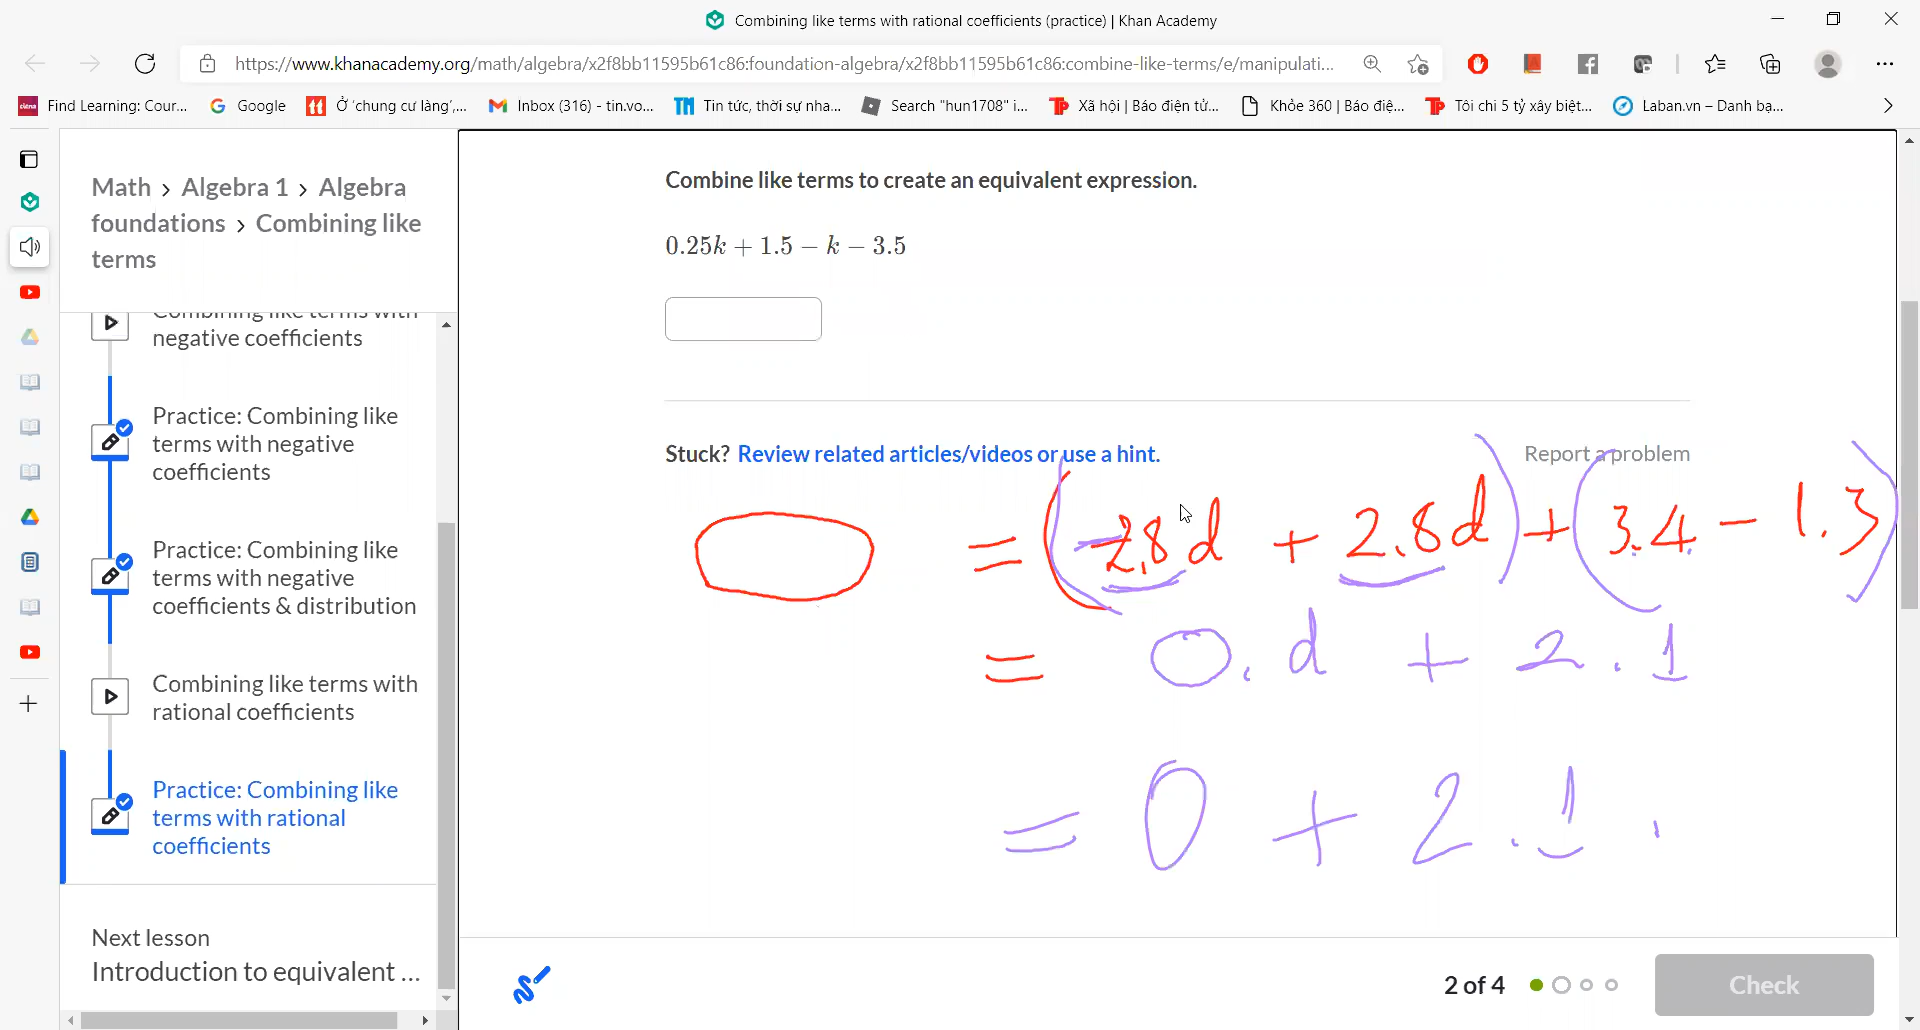 Combining like terms with rational coefficients (practice) | Khan Academy
https://www.khanacademy.org/math/algebra/x2f8bb11595b61c86:foundation-algebra/x2f8bb11595b61c86:combine-like-terms/e/manipulati...
Find Learning: Cour...
Google
Ở 'chung cư làng',...
Inbox (316) - tin.vo...
Tin tức, thời sự nha...
Search "hun1708" i...
Xã hội | Báo điện tử...
Khỏe 360 | Báo điệ...
Tôi chi 5 tỷ xây biệt...
Laban.vn – Danh bạ...
Math › Algebra 1 › Algebra
foundations › Combining like
terms
Combining like terms with
negative coefficients
Practice: Combining like
terms with negative
coefficients
Practice: Combining like
terms with negative
coefficients & distribution
Combining like terms with
rational coefficients
Practice: Combining like
terms with rational
coefficients
Next lesson
Introduction to equivalent ...
Combine like terms to create an equivalent expression.
0.25k + 1.5 − k − 3.5
Stuck? Review related articles/videos or use a hint.
Report a problem
= (-2.8d + 2.8d) + (3.4 - 1.3)
= 0.d + 2.1
= 0 + 2.1.
2 of 4
Check